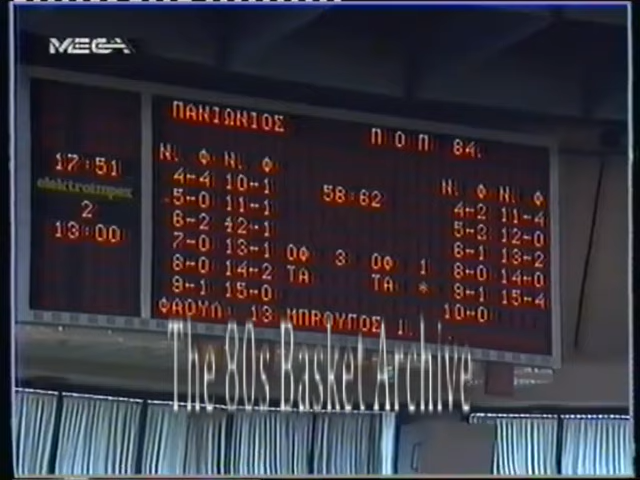 MEGA
ΠΑΝΙΩΝΙΟΣ
Π Ο Π 84.
17:51
elektroimpex
2
13:00
N. Φ N. Φ
4-4 10-1
5-0 11-1
6-2 42-1
7-0 13-1
8-0 14-2
9-1 15-0
58:62
ΟΦ 3 ΟΦ 1
ΤΑ ΤΑ *
N. Φ N. Φ
4-2 11-4
5-2 12-0
6-1 13-2
8-0 14-0
9-1 15-4
10-0
ΦΑΟΥΛ: 13 ΜΠΡΟΥΜΟΣ 1.
The 80s Basket Archive